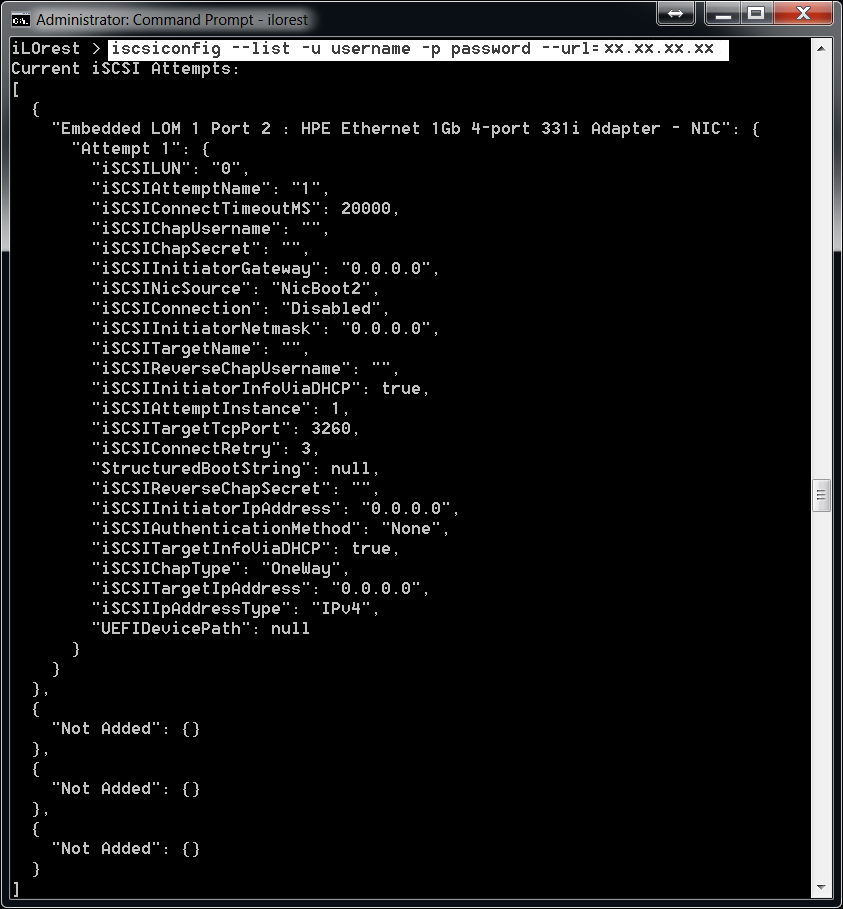 Administrator: Command Prompt - ilorest
iLOrest > iscsiconfig --list -u username -p password --url=xx.xx.xx.xx
Current iSCSI Attempts:
[
  {
    "Embedded LOM 1 Port 2 : HPE Ethernet 1Gb 4-port 331i Adapter - NIC": {
      "Attempt 1": {
        "iSCSILUN": "0",
        "iSCSIAttemptName": "1",
        "iSCSIConnectTimeoutMS": 20000,
        "iSCSIChapUsername": "",
        "iSCSIChapSecret": "",
        "iSCSIInitiatorGateway": "0.0.0.0",
        "iSCSINicSource": "NicBoot2",
        "iSCSIConnection": "Disabled",
        "iSCSIInitiatorNetmask": "0.0.0.0",
        "iSCSITargetName": "",
        "iSCSIReverseChapUsername": "",
        "iSCSIInitiatorInfoViaDHCP": true,
        "iSCSIAttemptInstance": 1,
        "iSCSITargetTcpPort": 3260,
        "iSCSIConnectRetry": 3,
        "StructuredBootString": null,
        "iSCSIReverseChapSecret": "",
        "iSCSIInitiatorIpAddress": "0.0.0.0",
        "iSCSIAuthenticationMethod": "None",
        "iSCSITargetInfoViaDHCP": true,
        "iSCSIChapType": "OneWay",
        "iSCSITargetIpAddress": "0.0.0.0",
        "iSCSIIpAddressType": "IPv4",
        "UEFIDevicePath": null
      }
    }
  },
  {
    "Not Added": {}
  },
  {
    "Not Added": {}
  },
  {
    "Not Added": {}
  }
]